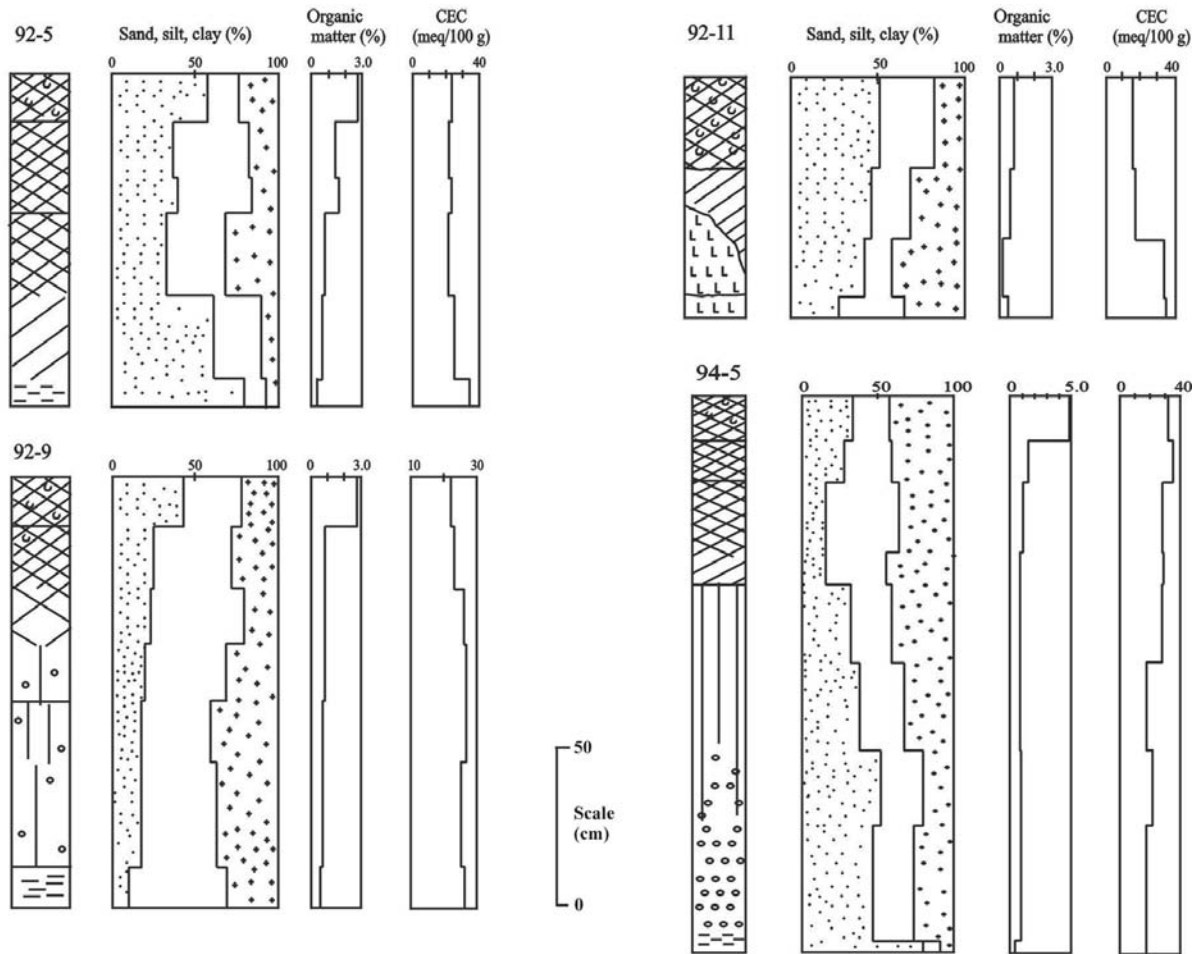 92-5
Sand, silt, clay (%)
Organic
matter (%)
CEC
(meq/100 g)
0 50 100
0 3.0
0 40
92-9
0 50 100
0 3.0
10 30
50
Scale
(cm)
0
92-11
Sand, silt, clay (%)
Organic
matter (%)
CEC
(meq/100 g)
0 50 100
0 3.0
0 40
94-5
0 50 100
0 5.0
0 40